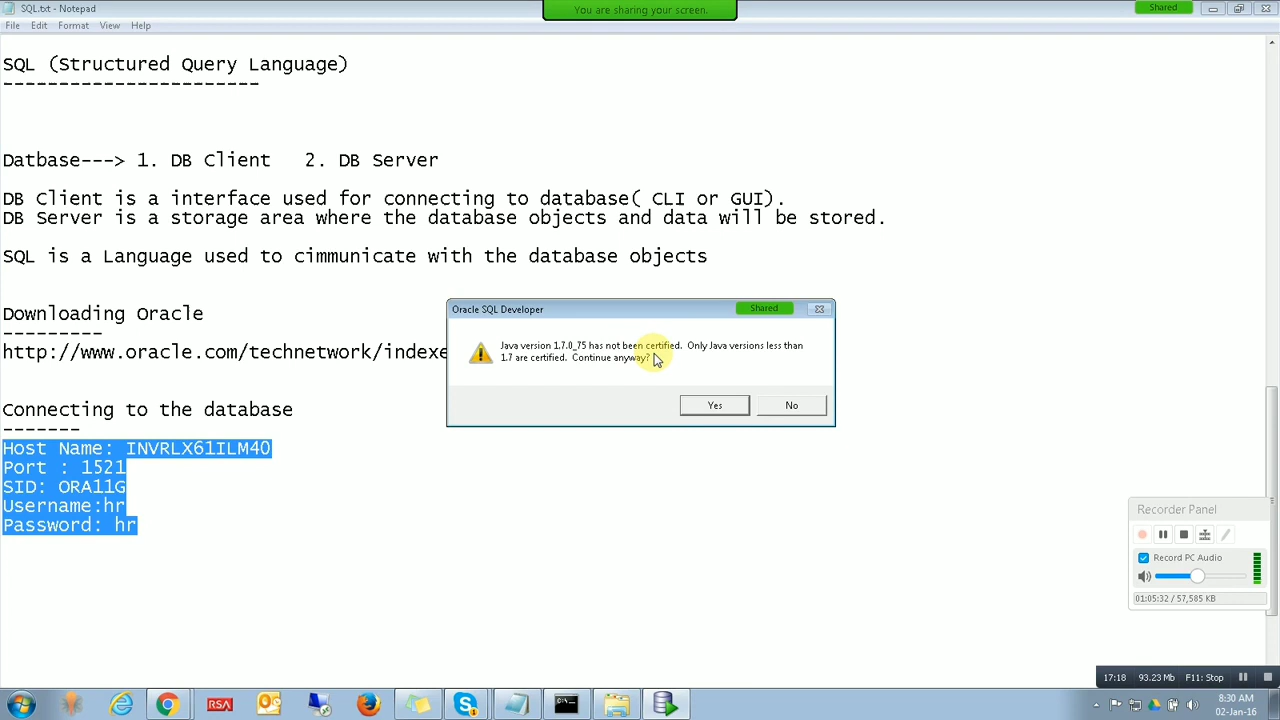 SQL.txt - Notepad
You are sharing your screen.
Shared
File Edit Format View Help
SQL (Structured Query Language)
-----------------------
Datbase---> 1. DB Client 2. DB Server
DB Client is a interface used for connecting to database( CLI or GUI).
DB Server is a storage area where the database objects and data will be stored.
SQL is a Language used to cimmunicate with the database objects
Downloading Oracle
---------
http://www.oracle.com/technetwork/indexe
Oracle SQL Developer
Shared
Java version 1.7.0_75 has not been certified. Only Java versions less than
1.7 are certified. Continue anyway?
Yes No
Connecting to the database
-------
Host Name: INVRLX61ILM40
Port : 1521
SID: ORA11G
Username:hr
Password: hr
Recorder Panel
Record PC Audio
01:05:32 / 57,585 KB
17:18 93.23 Mb F11: Stop
RSA
8:30 AM
02-Jan-16